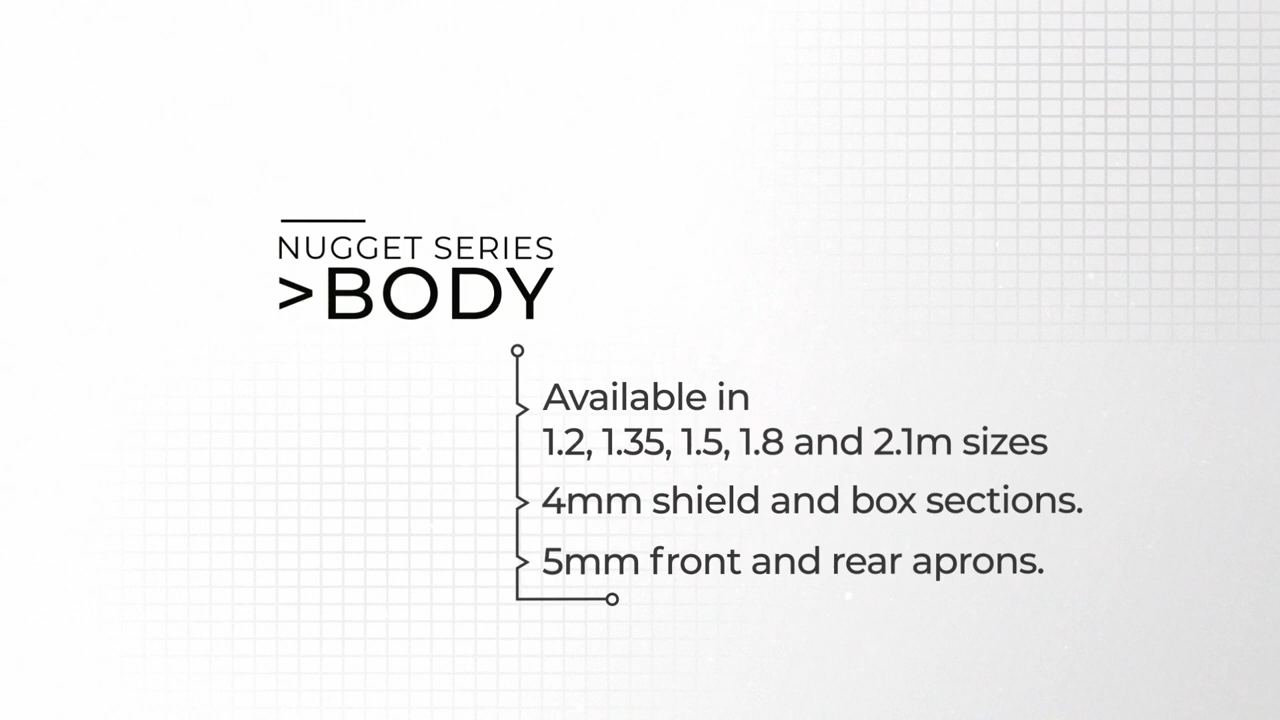 NUGGET SERIES
>BODY
Available in
1.2, 1.35, 1.5, 1.8 and 2.1m sizes
4mm shield and box sections.
5mm front and rear aprons.